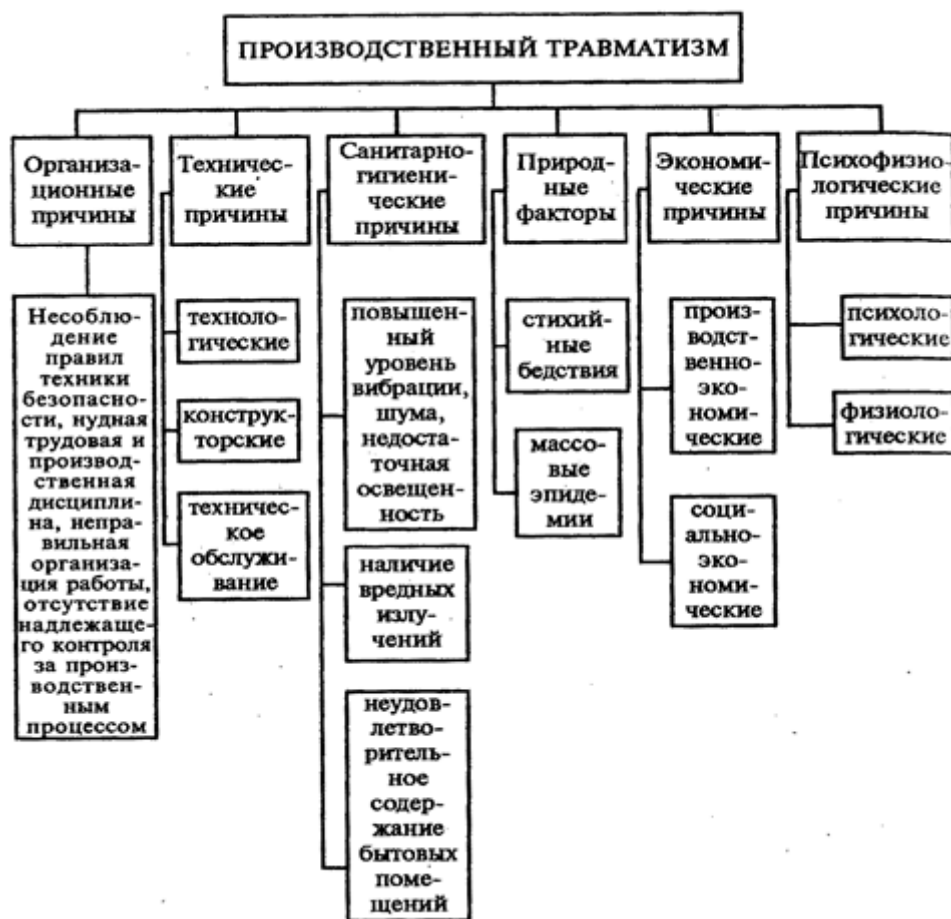 ПРОИЗВОДСТВЕННЫЙ ТРАВМАТИЗМ
Организа-
ционные
причины
Техничес-
кие
причины
Санитарно-
гигиени-
ческие
причины
Природ-
ные
факторы
Экономи-
ческие
причины
Психофизио-
логические
причины
Несоблю-
дение
правил
техники
безопасно-
сти, нудная
трудовая и
производ-
ственная
дисципли-
на, непра-
вильная
организа-
ция работы,
отсутствие
надлежаще-
го контроля
за произ-
водствен-
ным
процессом
техноло-
гические
конструк-
торские
техничес-
кое
обслужи-
вание
повышен-
ный
уровень
вибрации,
шума,
недоста-
точная
освещен-
ность
наличие
вредных
излу-
чений
неудов-
летво-
ритель-
ное
содер-
жание
бытовых
поме-
щений
стихий-
ные
бедствия
массо-
вые
эпиде-
мии
произ-
водст-
венно-
эко-
номи-
ческие
соци-
ально-
эко-
номи-
ческие
психоло-
гические
физиоло-
гические